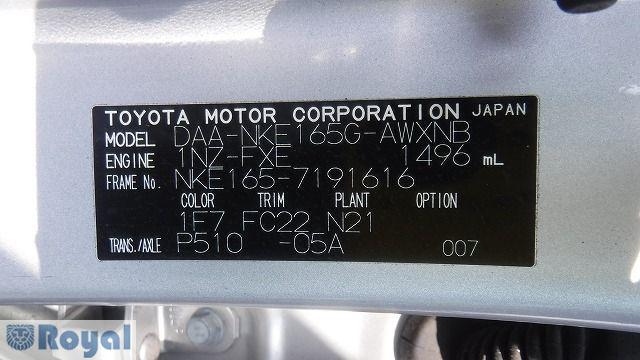 TOYOTA MOTOR CORPORATION JAPAN
MODEL DAA-NKE165G-AWXNB
ENGINE 1NZ-FXE 1496 mL
FRAME No. NKE165-7191616
COLOR TRIM PLANT OPTION
1F7 FC22 N21
TRANS./AXLE P510 -05A 007
Royal